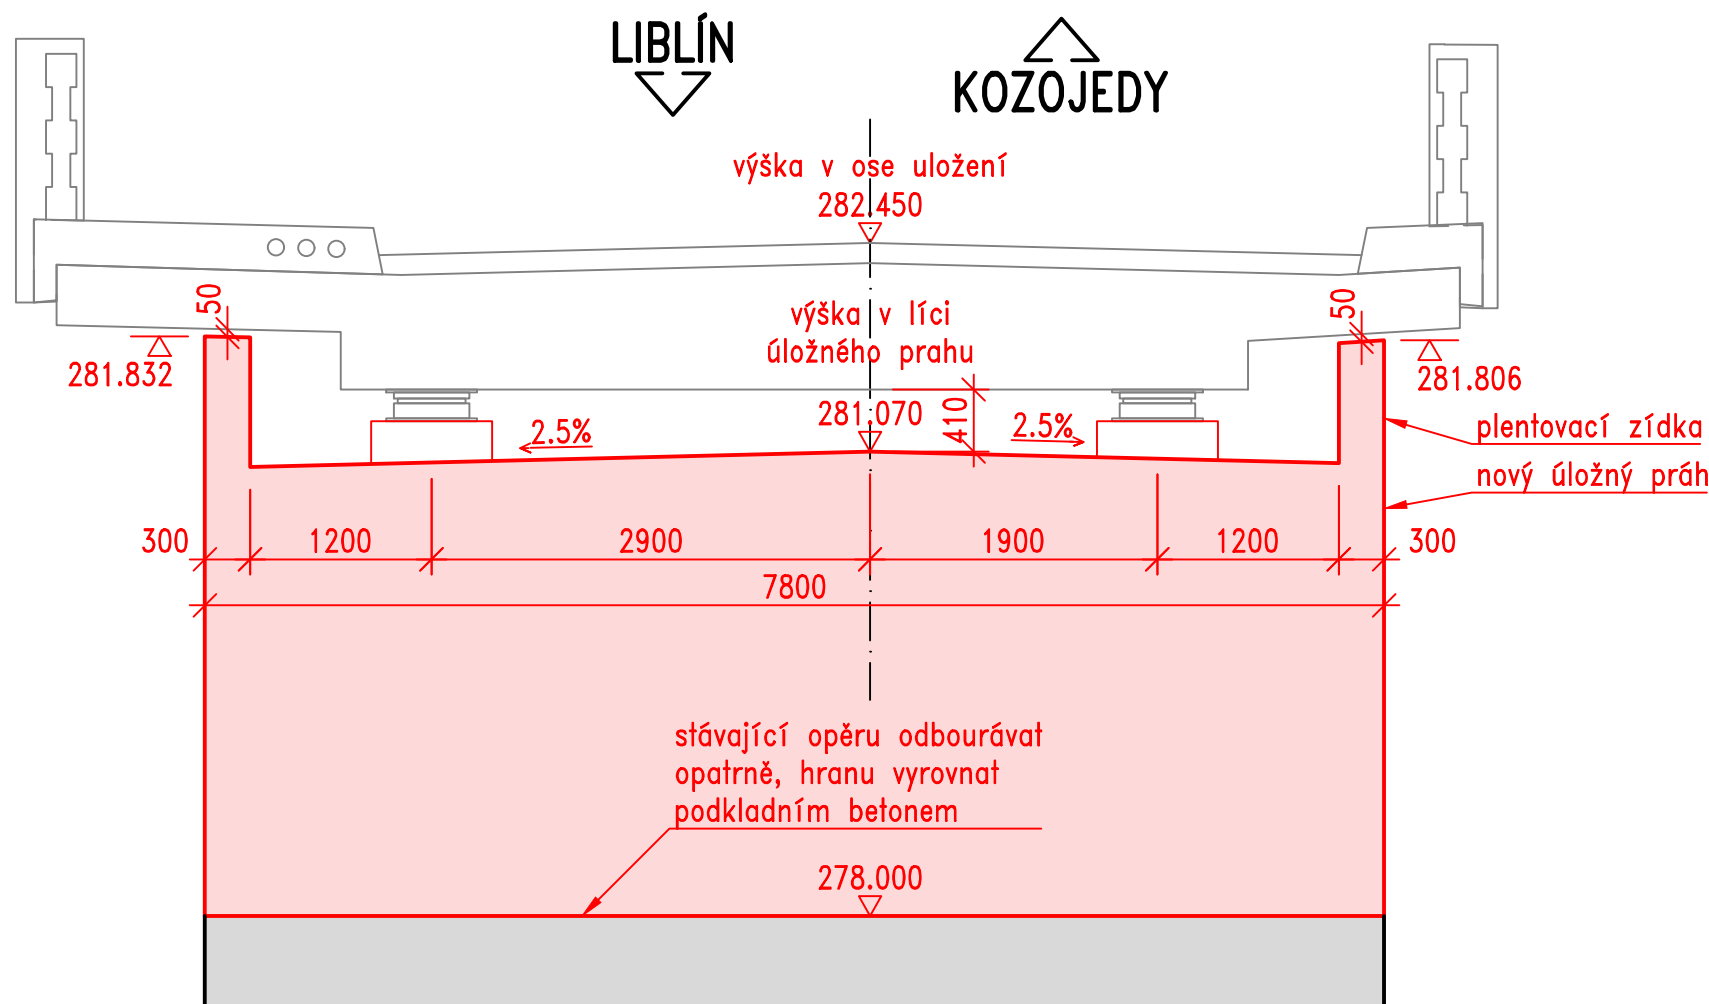 LIBLÍN
KOZOJEDY
výška v ose uložení
282.450
50
výška v líci
úložného prahu
50
281.832
281.806
281.070
410
2.5%
2.5%
plentovací zídka
nový úložný práh
300
1200
2900
1900
1200
300
7800
stávající opěru odbourávat
opatrně, hranu vyrovnat
podkladním betonem
278.000